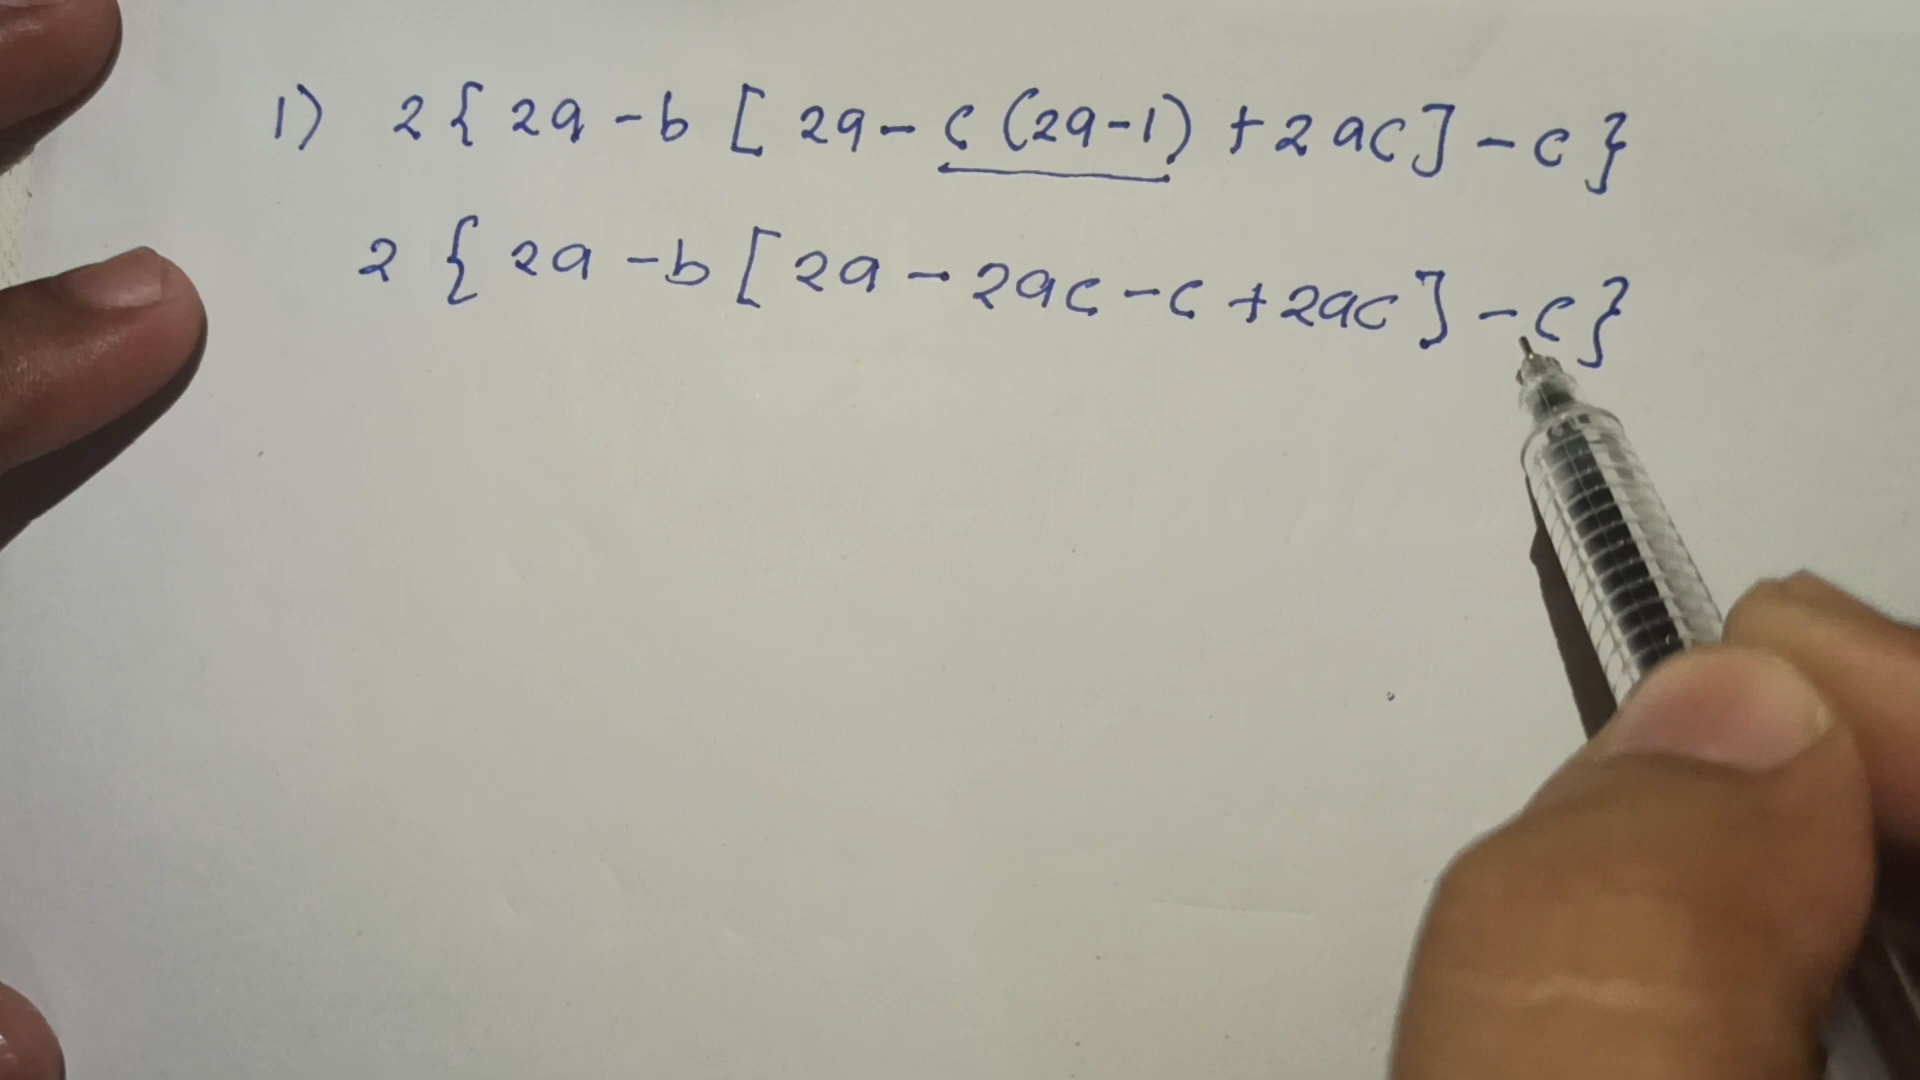 1) 2 { 2a - b [ 2a - c (2a-1) + 2ac ] - c }
2 { 2a - b [ 2a - 2ac - c + 2ac ] - c }